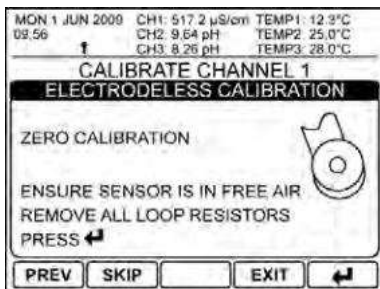 MON 1 JUN 2009 CH1: 517.2 µS/cm TEMP1: 12.3°C
09:56 CH2: 9.64 pH TEMP2: 25.0°C
CH3: 8.26 pH TEMP3: 28.0°C
CALIBRATE CHANNEL 1
ELECTRODELESS CALIBRATION
ZERO CALIBRATION
ENSURE SENSOR IS IN FREE AIR
REMOVE ALL LOOP RESISTORS
PRESS ↵
PREV SKIP EXIT ↵